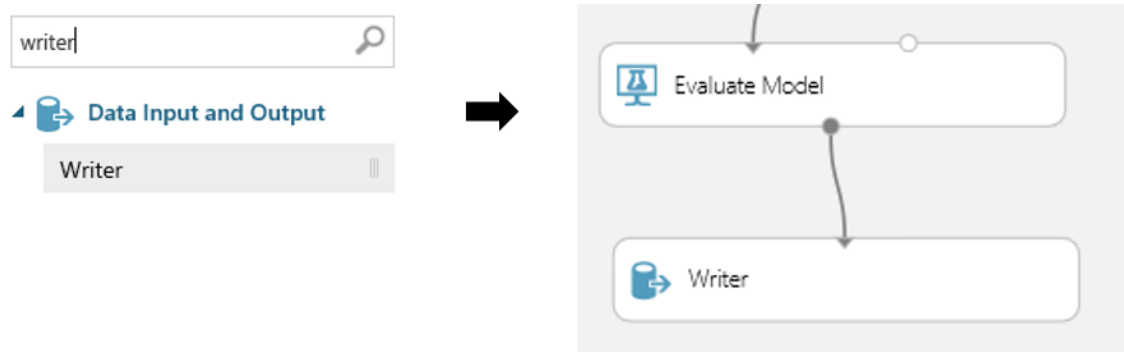 writer
Data Input and Output
Writer
Evaluate Model
Writer